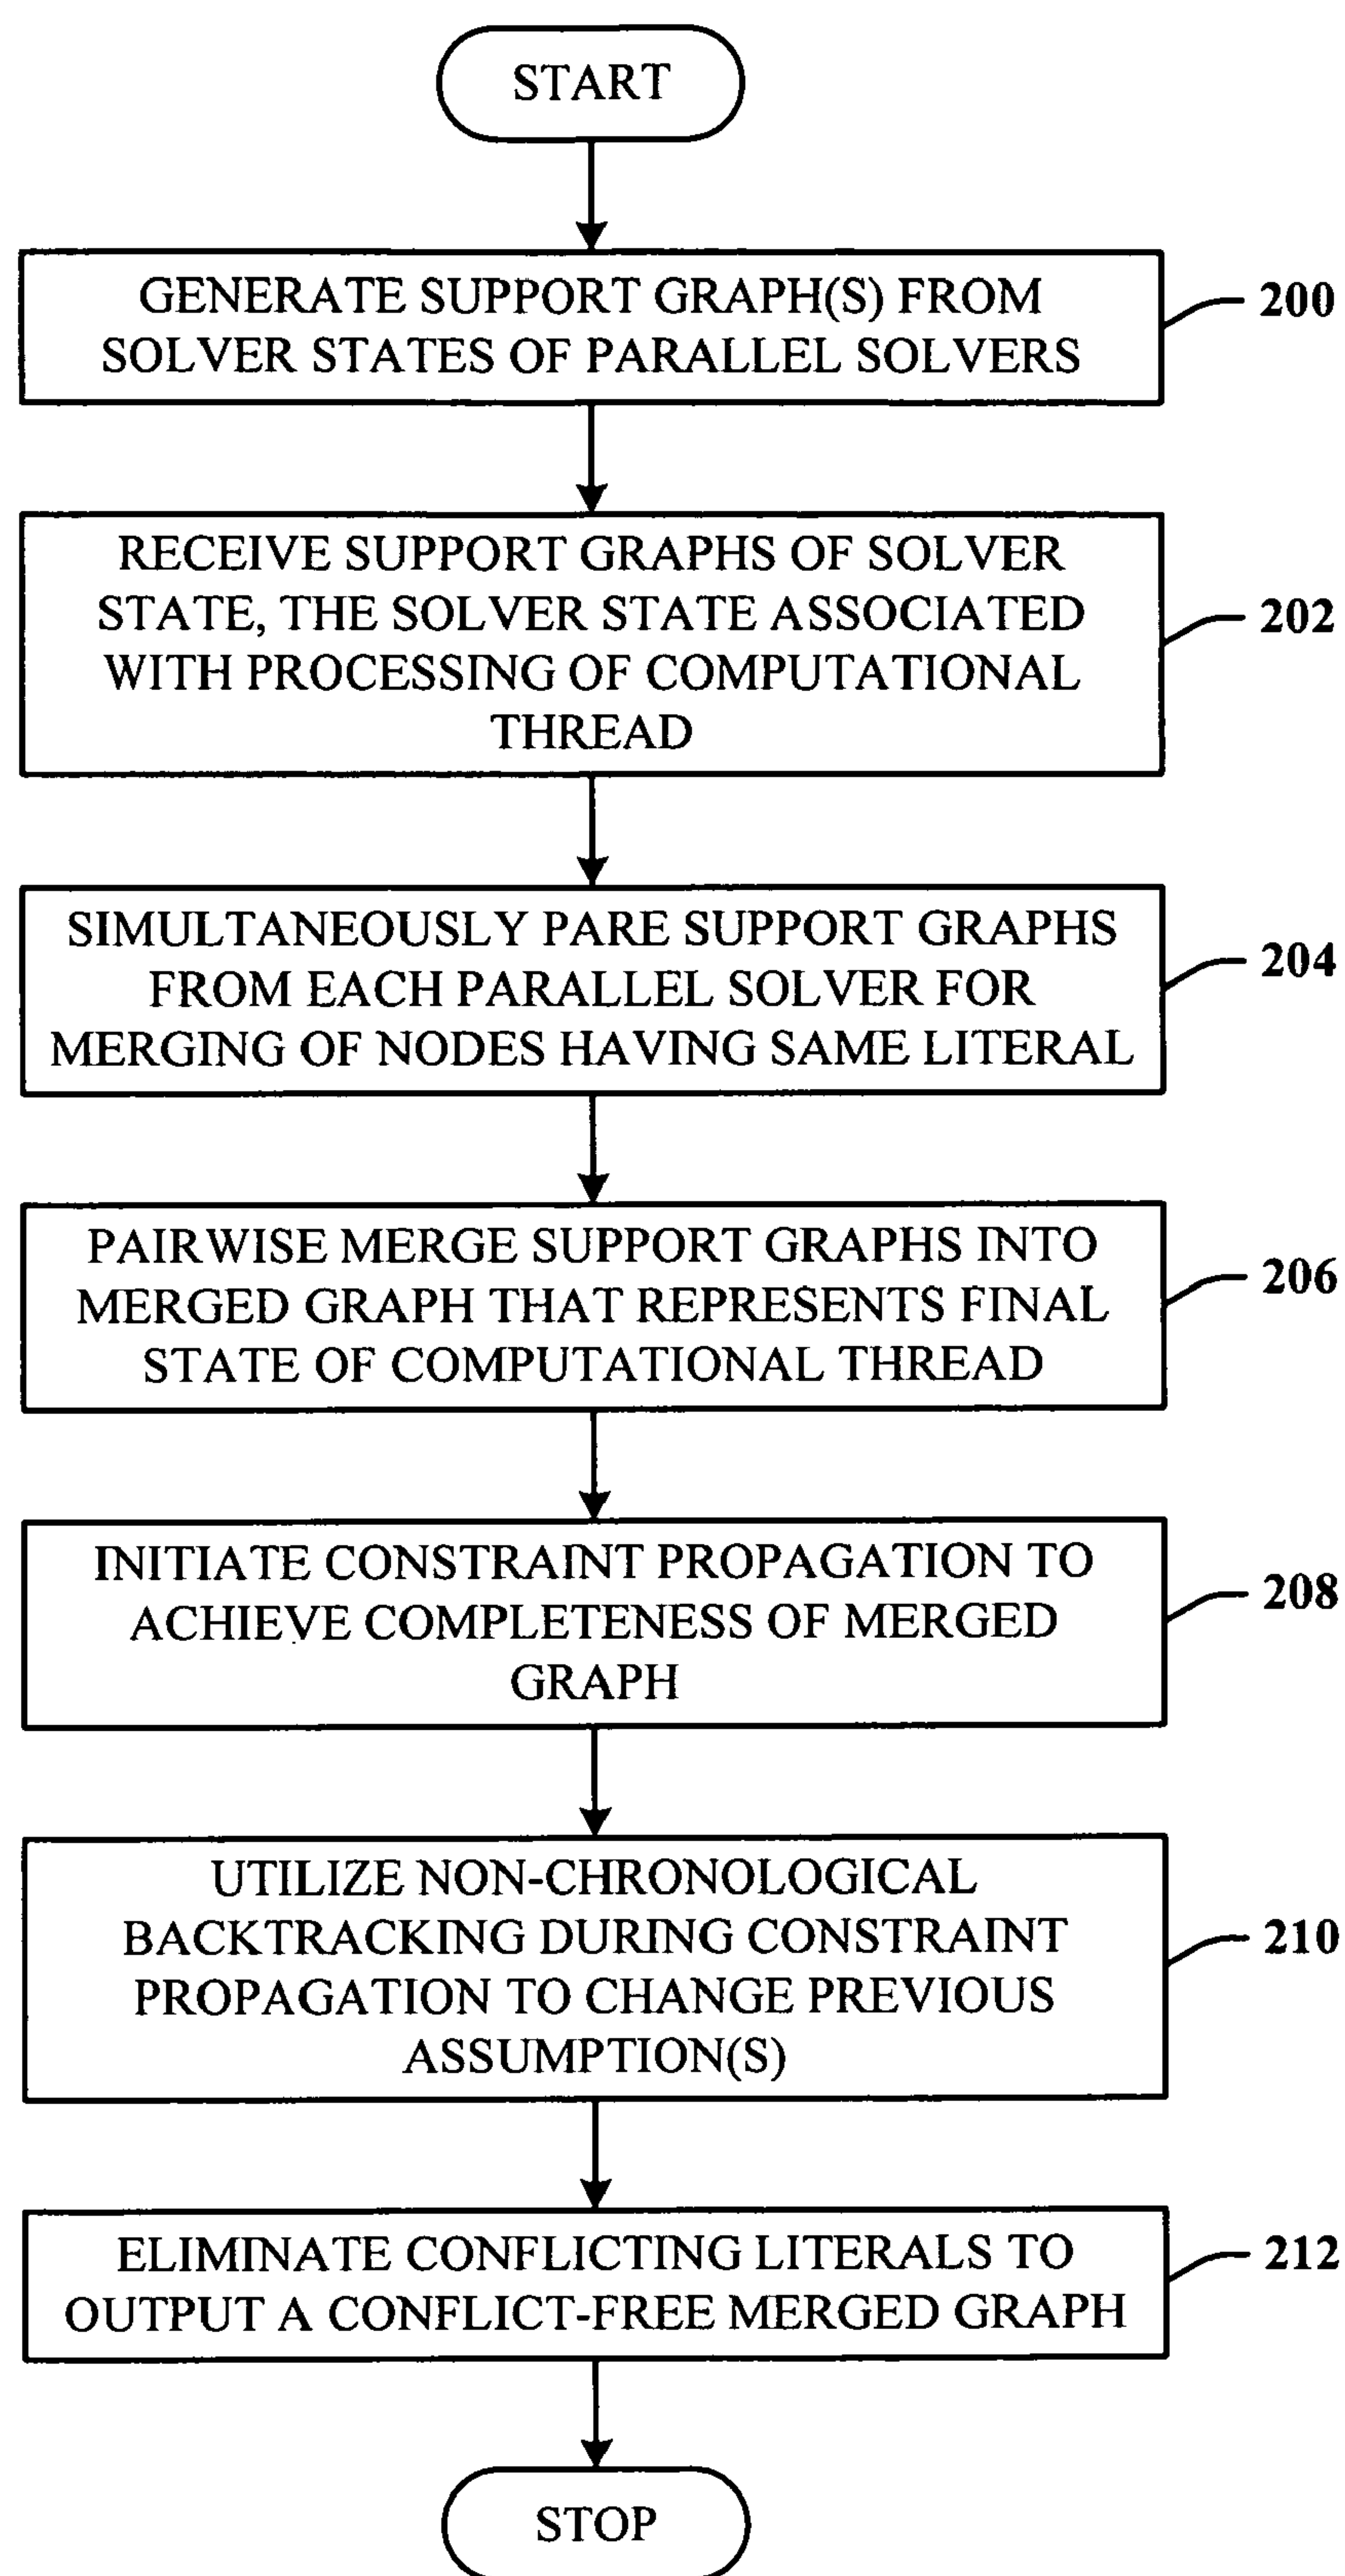 START
GENERATE SUPPORT GRAPH(S) FROM
SOLVER STATES OF PARALLEL SOLVERS
200
RECEIVE SUPPORT GRAPHS OF SOLVER
STATE, THE SOLVER STATE ASSOCIATED
WITH PROCESSING OF COMPUTATIONAL
THREAD
202
SIMULTANEOUSLY PARE SUPPORT GRAPHS
FROM EACH PARALLEL SOLVER FOR
MERGING OF NODES HAVING SAME LITERAL
204
PAIRWISE MERGE SUPPORT GRAPHS INTO
MERGED GRAPH THAT REPRESENTS FINAL
STATE OF COMPUTATIONAL THREAD
206
INITIATE CONSTRAINT PROPAGATION TO
ACHIEVE COMPLETENESS OF MERGED
GRAPH
208
UTILIZE NON-CHRONOLOGICAL
BACKTRACKING DURING CONSTRAINT
PROPAGATION TO CHANGE PREVIOUS
ASSUMPTION(S)
210
ELIMINATE CONFLICTING LITERALS TO
OUTPUT A CONFLICT-FREE MERGED GRAPH
212
STOP